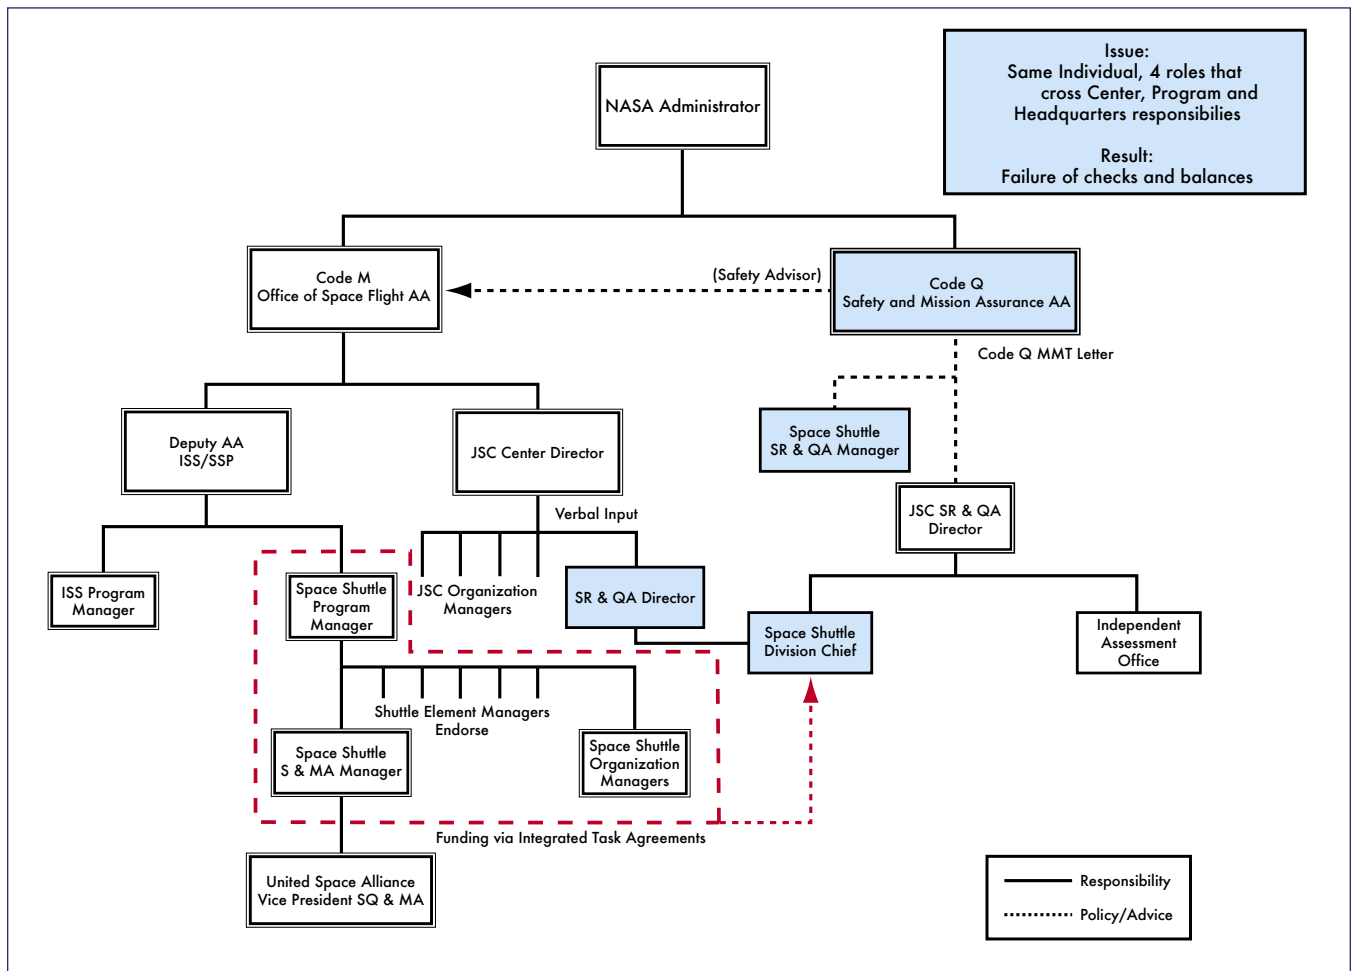 Issue:
Same Individual, 4 roles that
cross Center, Program and
Headquarters responsibilies
Result:
Failure of checks and balances
NASA Administrator
Code M
Office of Space Flight AA
(Safety Advisor)
Code Q
Safety and Mission Assurance AA
Code Q MMT Letter
Deputy AA
ISS/SSP
JSC Center Director
Space Shuttle
SR & QA Manager
Verbal Input
JSC SR & QA
Director
ISS Program
Manager
Space Shuttle
Program
Manager
JSC Organization
Managers
SR & QA Director
Space Shuttle
Division Chief
Independent
Assessment
Office
Shuttle Element Managers
Endorse
Space Shuttle
S & MA Manager
Space Shuttle
Organization
Managers
Funding via Integrated Task Agreements
United Space Alliance
Vice President SQ & MA
Responsibility
Policy/Advice